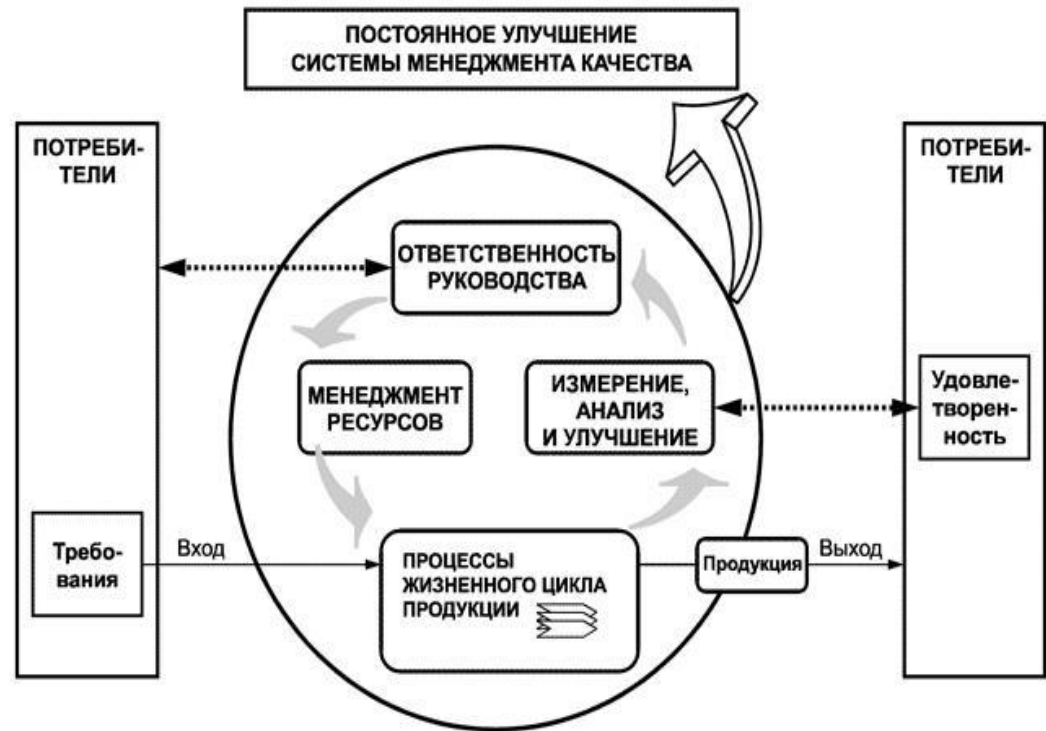 ПОСТОЯННОЕ УЛУЧШЕНИЕ
СИСТЕМЫ МЕНЕДЖМЕНТА КАЧЕСТВА
ПОТРЕБИ-
ТЕЛИ
ПОТРЕБИ-
ТЕЛИ
ОТВЕТСТВЕННОСТЬ
РУКОВОДСТВА
МЕНЕДЖМЕНТ
РЕСУРСОВ
ИЗМЕРЕНИЕ,
АНАЛИЗ
И УЛУЧШЕНИЕ
Удовле-
творен-
ность
Требо-
вания
Вход
ПРОЦЕССЫ
ЖИЗНЕННОГО ЦИКЛА
ПРОДУКЦИИ
Продукция
Выход